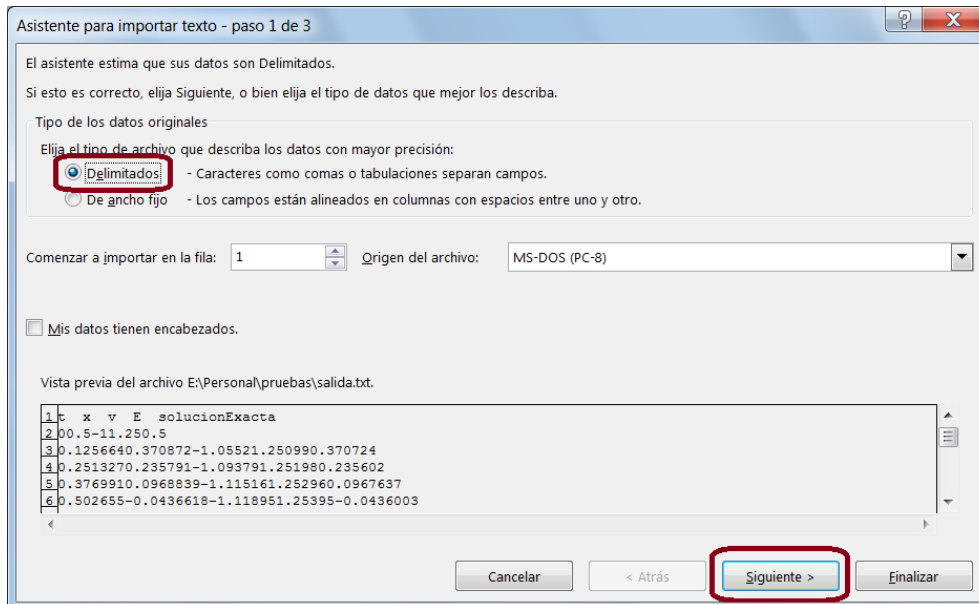 Asistente para importar texto - paso 1 de 3
El asistente estima que sus datos son Delimitados.
Si esto es correcto, elija Siguiente, o bien elija el tipo de datos que mejor los describa.
Tipo de los datos originales
Elija el tipo de archivo que describa los datos con mayor precisión:
Delimitados - Caracteres como comas o tabulaciones separan campos.
De ancho fijo - Los campos están alineados en columnas con espacios entre uno y otro.
Comenzar a importar en la fila: 1 Origen del archivo: MS-DOS (PC-8)
Mis datos tienen encabezados.
Vista previa del archivo E:\Personal\pruebas\salida.txt.
1 t x v E solucionExacta
2 00.5-11.250.5
3 0.1256640.370872-1.05521.250990.370724
4 0.2513270.235791-1.093791.251980.235602
5 0.3769910.0968839-1.115161.252960.0967637
6 0.502655-0.0436618-1.118951.25395-0.0436003
Cancelar < Atrás Siguiente > Finalizar